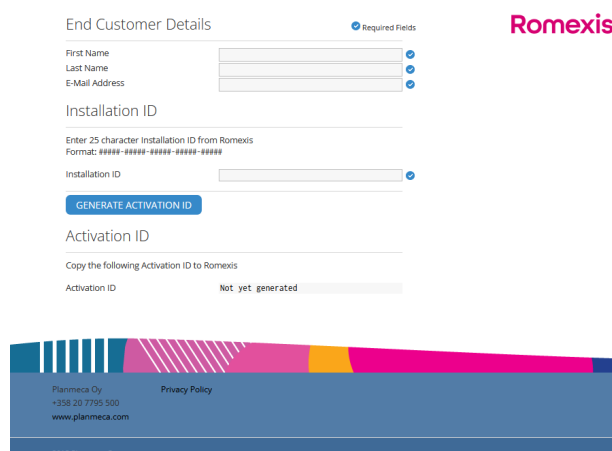 End Customer Details
Required Fields
Romexis
First Name
Last Name
E-Mail Address
Installation ID
Enter 25 character Installation ID from Romexis
Format: #####-#####-#####-#####-#####
Installation ID
GENERATE ACTIVATION ID
Activation ID
Copy the following Activation ID to Romexis
Activation ID Not yet generated
Planmeca Oy Privacy Policy
+358 20 7795 500
www.planmeca.com